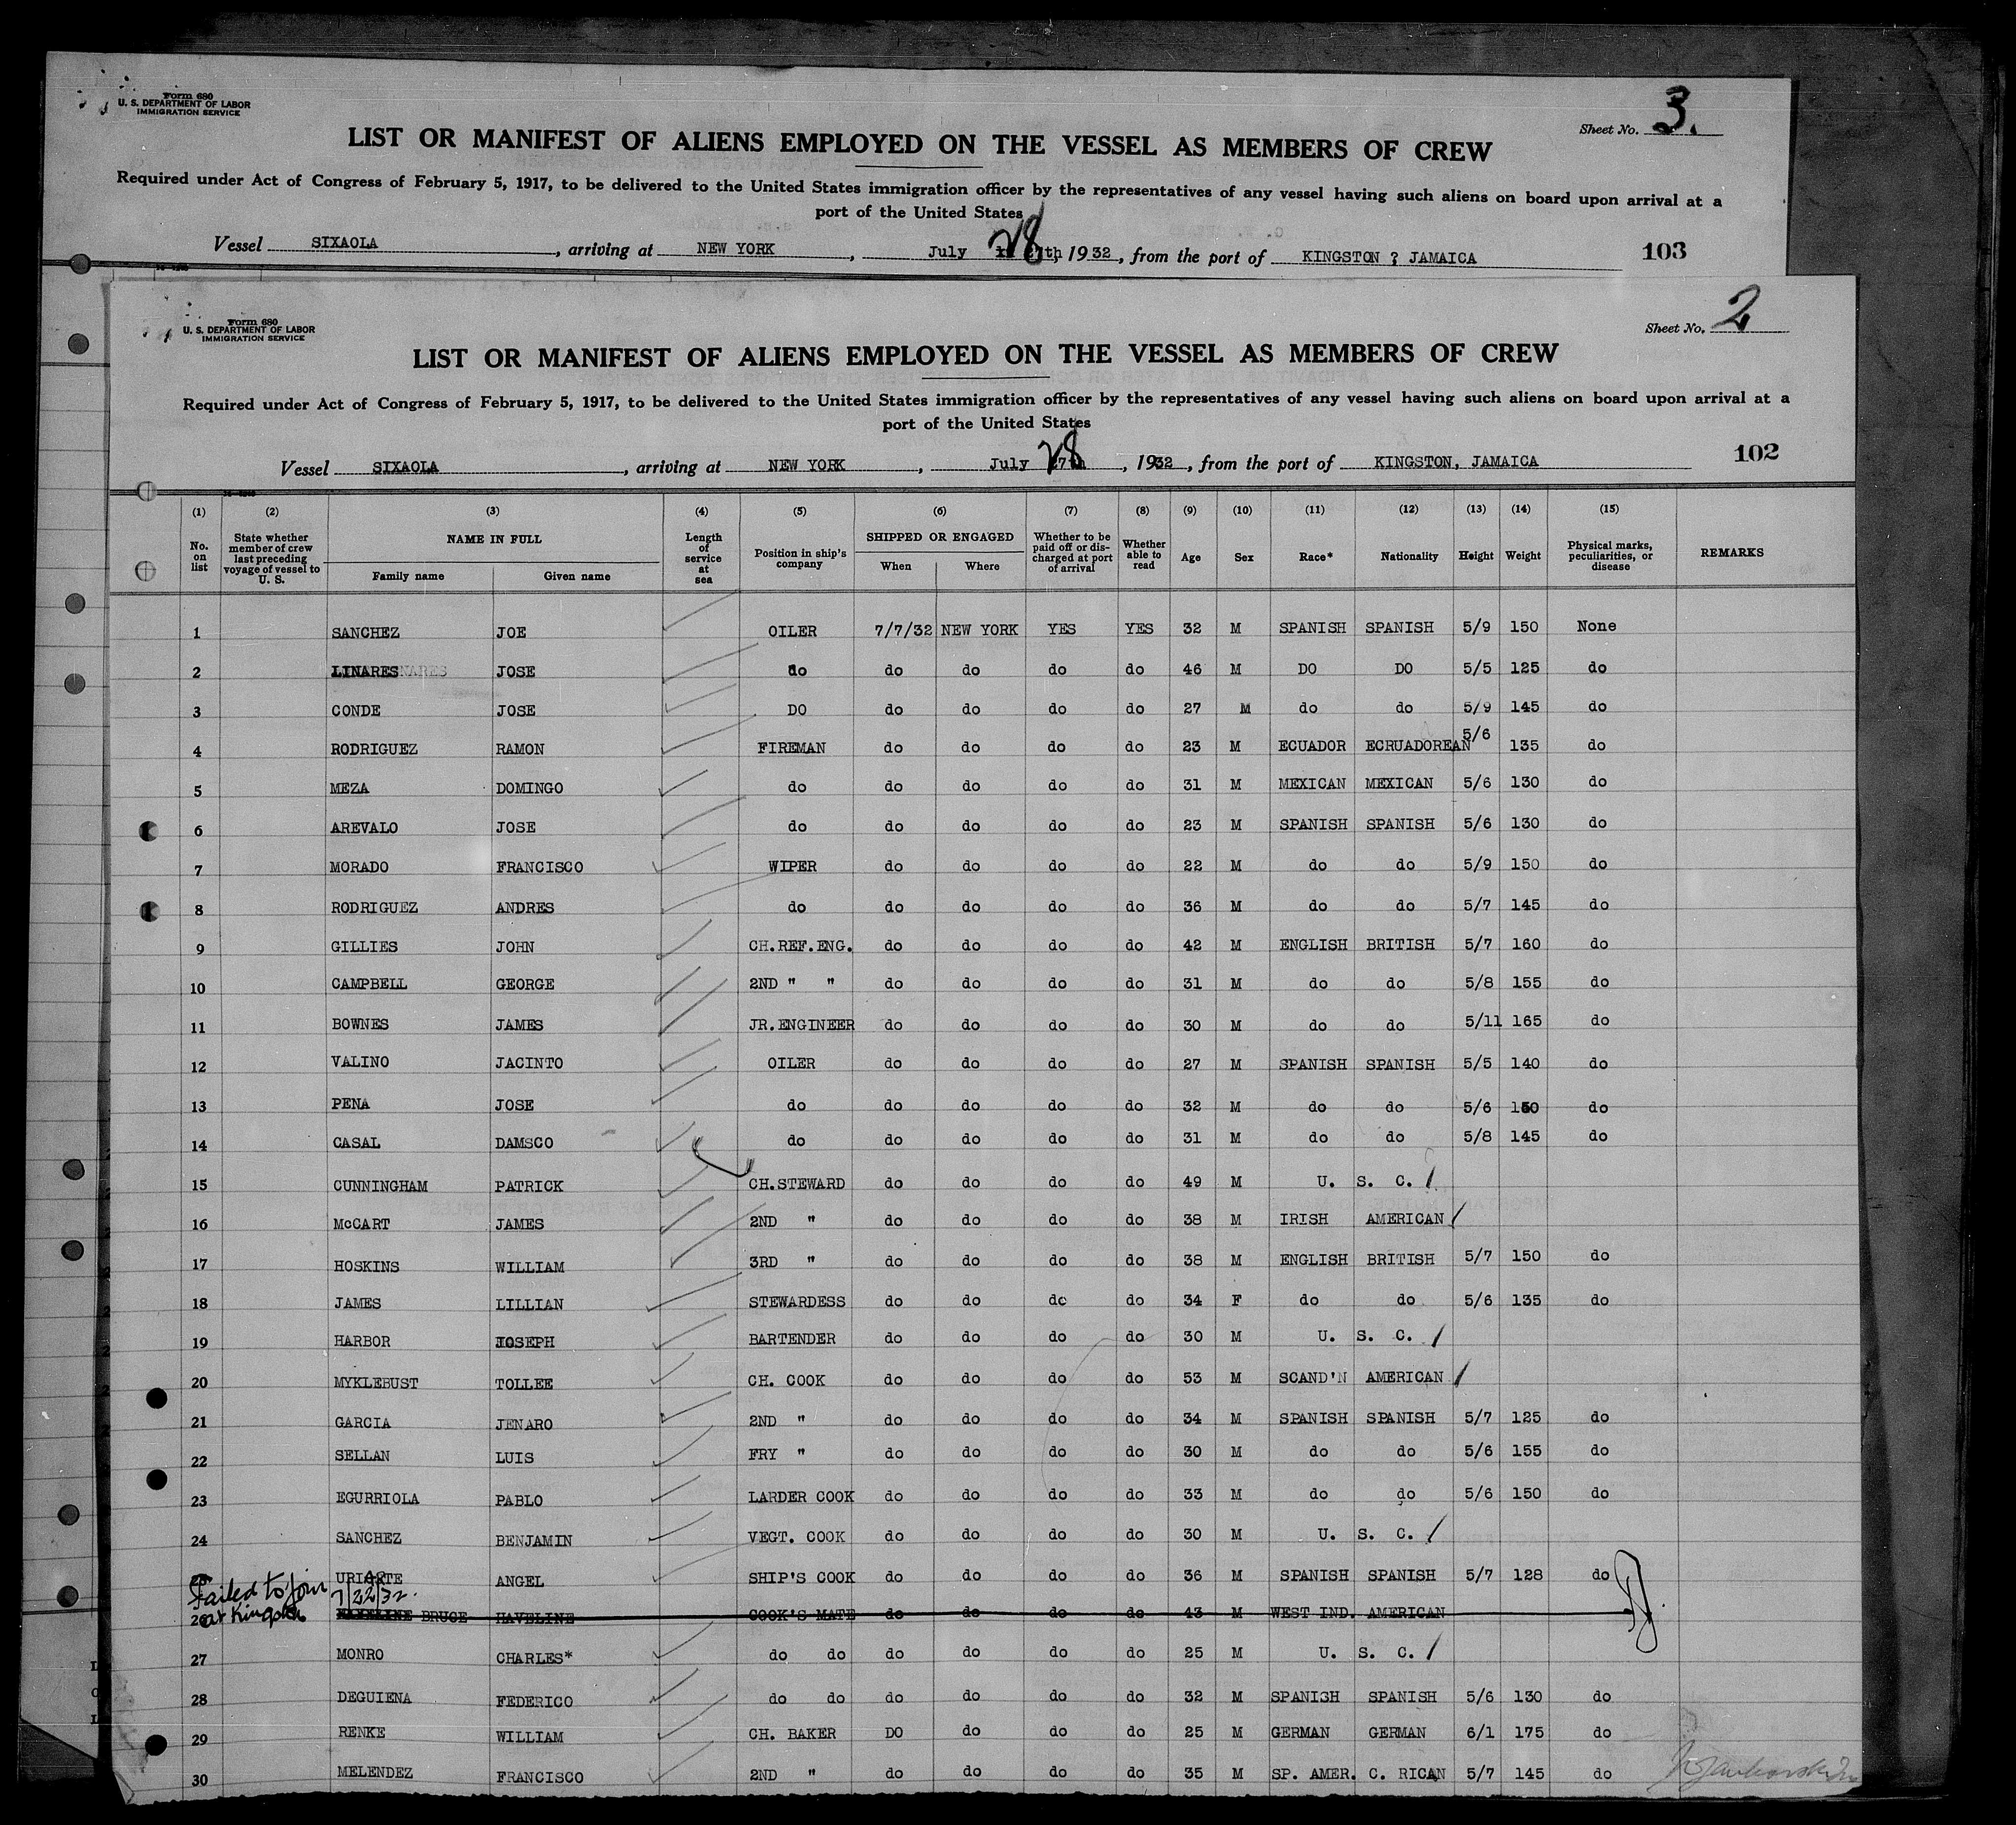 Form 680
U. S. DEPARTMENT OF LABOR
IMMIGRATION SERVICE
Sheet No. 3.
LIST OR MANIFEST OF ALIENS EMPLOYED ON THE VESSEL AS MEMBERS OF CREW
Required under Act of Congress of February 5, 1917, to be delivered to the United States immigration officer by the representatives of any vessel having such aliens on board upon arrival at a
port of the United States
Vessel SIXAOLA, arriving at NEW YORK, July 28 th, 1932, from the port of KINGSTON ? JAMAICA 103
Form 680
U. S. DEPARTMENT OF LABOR
IMMIGRATION SERVICE
Sheet No. 2
LIST OR MANIFEST OF ALIENS EMPLOYED ON THE VESSEL AS MEMBERS OF CREW
Required under Act of Congress of February 5, 1917, to be delivered to the United States immigration officer by the representatives of any vessel having such aliens on board upon arrival at a
port of the United States
Vessel SIXAOLA, arriving at NEW YORK, July 28, 1932, from the port of KINGSTON, JAMAICA 102
(1) No. on list (2) State whether member of crew last preceding voyage of vessel to U. S. (3) NAME IN FULL Family name Given name (4) Length of service at sea (5) Position in ship's company (6) SHIPPED OR ENGAGED When Where (7) Whether to be paid off or discharged at port of arrival (8) Whether able to read (9) Age (10) Sex (11) Race* (12) Nationality (13) Height (14) Weight (15) Physical marks, peculiarities, or disease REMARKS
1 SANCHEZ JOE OILER 7/7/32 NEW YORK YES YES 32 M SPANISH SPANISH 5/9 150 None
2 LINARES JOSE do do do do do 46 M DO DO 5/5 125 do
3 CONDE JOSE DO do do do do 27 M do do 5/9 145 do
4 RODRIGUEZ RAMON FIREMAN do do do do 23 M ECUADOR ECRUADOREAN 5/6 135 do
5 MEZA DOMINGO do do do do do 31 M MEXICAN MEXICAN 5/6 130 do
6 AREVALO JOSE do do do do do 23 M SPANISH SPANISH 5/6 130 do
7 MORADO FRANCISCO WIPER do do do do 22 M do do 5/9 150 do
8 RODRIGUEZ ANDRES do do do do do 36 M do do 5/7 145 do
9 GILLIES JOHN CH.REF.ENG. do do do do 42 M ENGLISH BRITISH 5/7 160 do
10 CAMPBELL GEORGE 2ND " " do do do do 31 M do do 5/8 155 do
11 BOWNES JAMES JR.ENGINEER do do do do 30 M do do 5/11 165 do
12 VALINO JACINTO OILER do do do do 27 M SPANISH SPANISH 5/5 140 do
13 PENA JOSE do do do do do 32 M do do 5/6 150 do
14 CASAL DAMSCO do do do do do 31 M do do 5/8 145 do
15 CUNNINGHAM PATRICK CH.STEWARD do do do do 49 M U. S. C. /
16 McCART JAMES 2ND " do do do do 38 M IRISH AMERICAN /
17 HOSKINS WILLIAM 3RD " do do do do 38 M ENGLISH BRITISH 5/7 150 do
18 JAMES LILLIAN STEWARDESS do do do do 34 F do do 5/6 135 do
19 HARBOR JOSEPH BARTENDER do do do do 30 M U. S. C. /
20 MYKLEBUST TOLLEE CH. COOK do do do do 53 M SCAND'N AMERICAN /
21 GARCIA JENARO 2ND " do do do do 34 M SPANISH SPANISH 5/7 125 do
22 SELLAN LUIS FRY " do do do do 30 M do do 5/6 155 do
23 EGURRIOLA PABLO LARDER COOK do do do do 33 M do do 5/6 150 do
24 SANCHEZ BENJAMIN VEGT. COOK do do do do 30 M U. S. C. /
25 URIARTE ANGEL SHIP'S COOK do do do do 36 M SPANISH SPANISH 5/7 128 do
Failed to join 7/22/32.
at Kingston
26 BRUCE HAVELINE COOK'S MATE do do do do 43 M WEST IND. AMERICAN
27 MONRO CHARLES* do do do do do do 25 M U. S. C. /
28 DEGUIENA FEDERICO do do do do do do 32 M SPANISH SPANISH 5/6 130 do
29 RENKE WILLIAM CH. BAKER DO do do do 25 M GERMAN GERMAN 6/1 175 do
30 MELENDEZ FRANCISCO 2ND " do do do do 35 M SP. AMER. C. RICAN 5/7 145 do